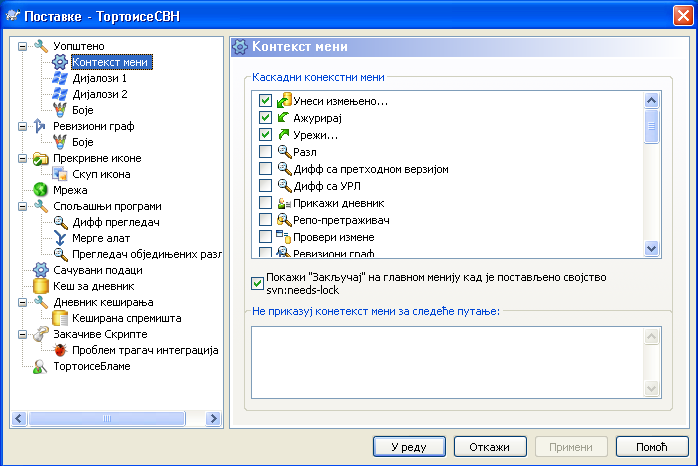 Поставке - ТортоисеСВН
Уопштено
Контекст мени
Дијалози 1
Дијалози 2
Боје
Ревизиони граф
Боје
Прекривне иконе
Скуп икона
Мрежа
Спољашњи програми
Дифф прегледач
Мерге алат
Прегледач обједињених разл
Сачувани подаци
Кеш за дневник
Дневник кеширања
Кеширана спремишта
Закачиве Скрипте
Проблем трагач интеграција
ТортоисеБламе
Контекст мени
Каскадни конекстни мени
Унеси измењено...
Ажурирај
Урежи...
Разл
Дифф са претходном верзијом
Дифф са УРЛ
Прикажи дневник
Репо-претраживач
Провери измене
Ревизиони граф
Покажи "Закључај" на главном менију кад је постављено својство
svn:needs-lock
Не приказуј конетекст мени за следеће путање:
У реду
Откажи
Примени
Помоћ